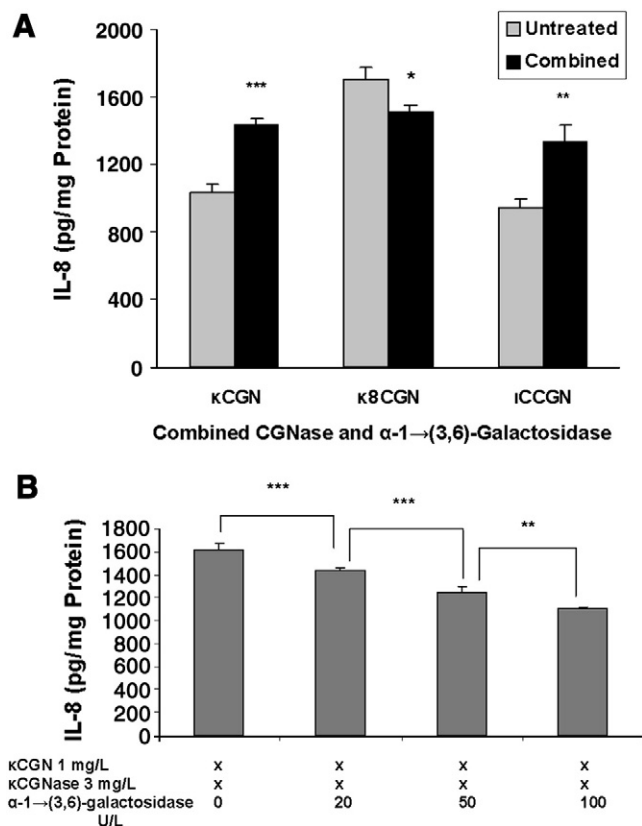 A
Untreated
Combined
IL-8 (pg/mg Protein)
2000
1600
1200
800
400
0
***
*
**
κCGN
κ8CGN
ιCCGN
Combined CGNase and α-1→(3,6)-Galactosidase
B
IL-8 (pg/mg Protein)
1800
1600
1400
1200
1000
800
600
400
200
0
***
***
**
κCGN 1 mg/L x x x x
κCGNase 3 mg/L x x x x
α-1→(3,6)-galactosidase 0 20 50 100
U/L